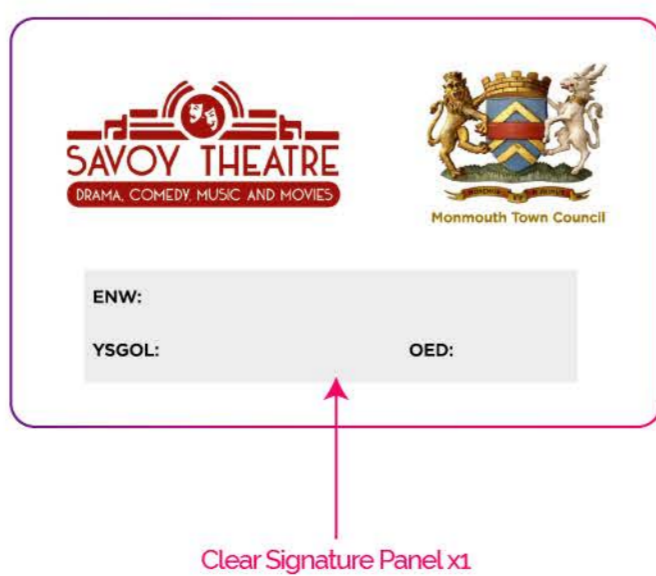 SAVOY THEATRE
DRAMA, COMEDY, MUSIC AND MOVIES
Monmouth Town Council
ENW:
YSGOL: OED:
Clear Signature Panel x1